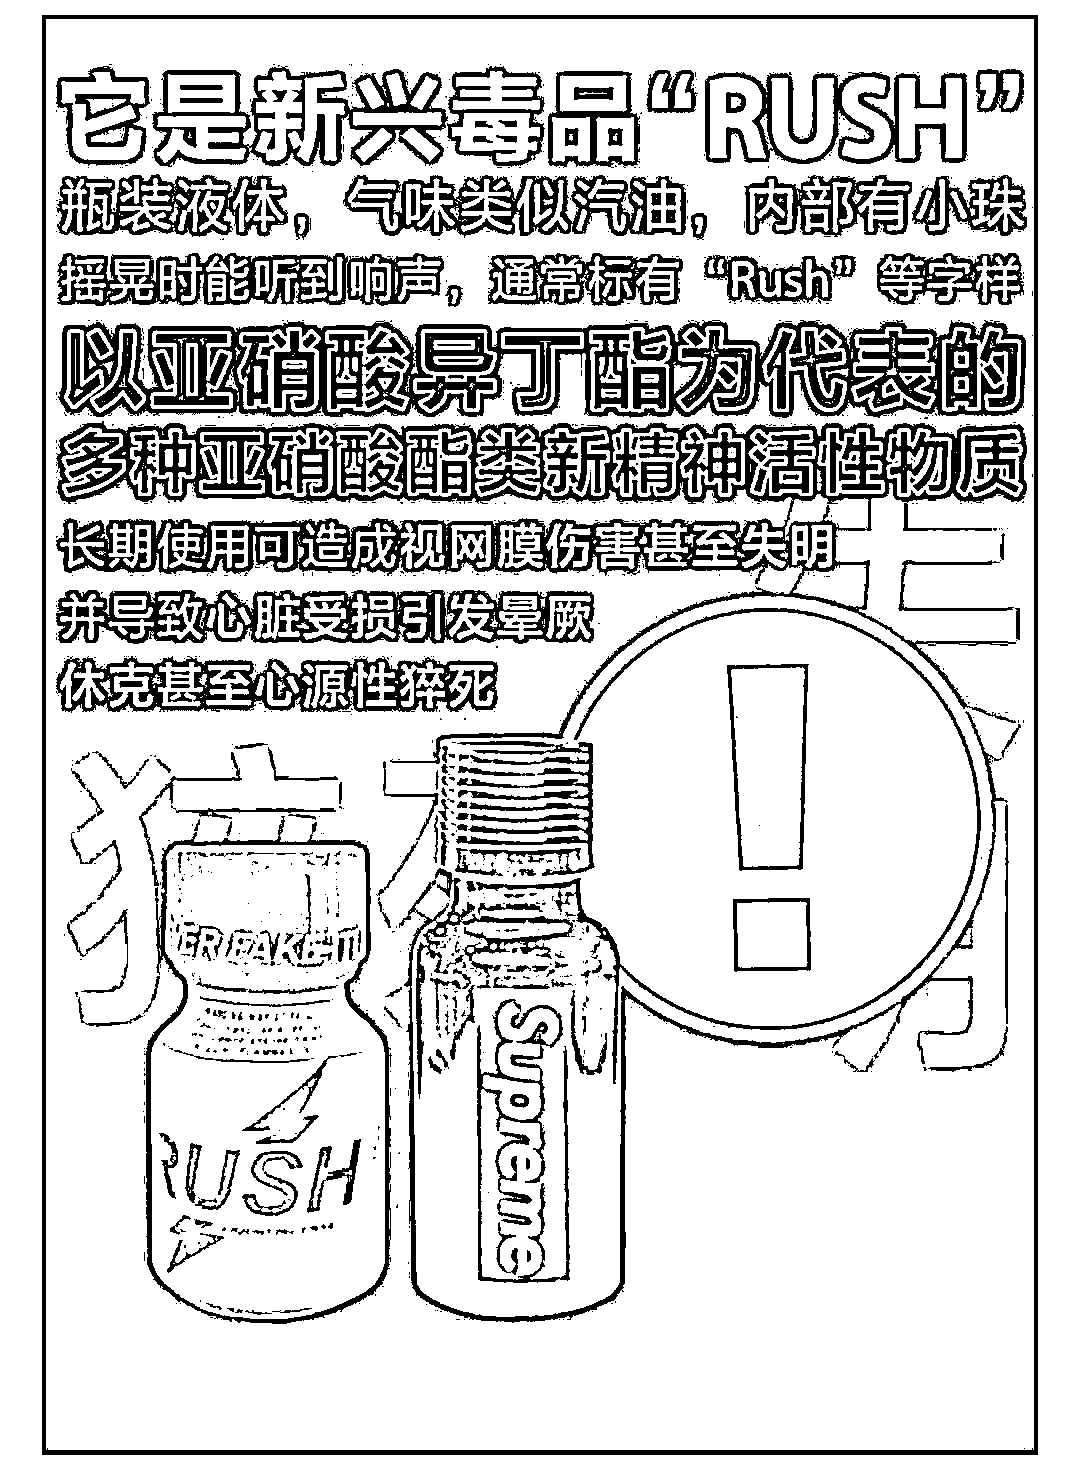 它是新兴毒品“RUSH”
瓶装液体，气味类似汽油，内部有小珠
摇晃时能听到响声，通常标有“Rush”等字样
以亚硝酸异丁酯为代表的
多种亚硝酸酯类新精神活性物质
长期使用可造成视网膜伤害甚至失明
并导致心脏受损引发晕厥
休克甚至心源性猝死
!
ER FAKE IT
RUSH
Supreme